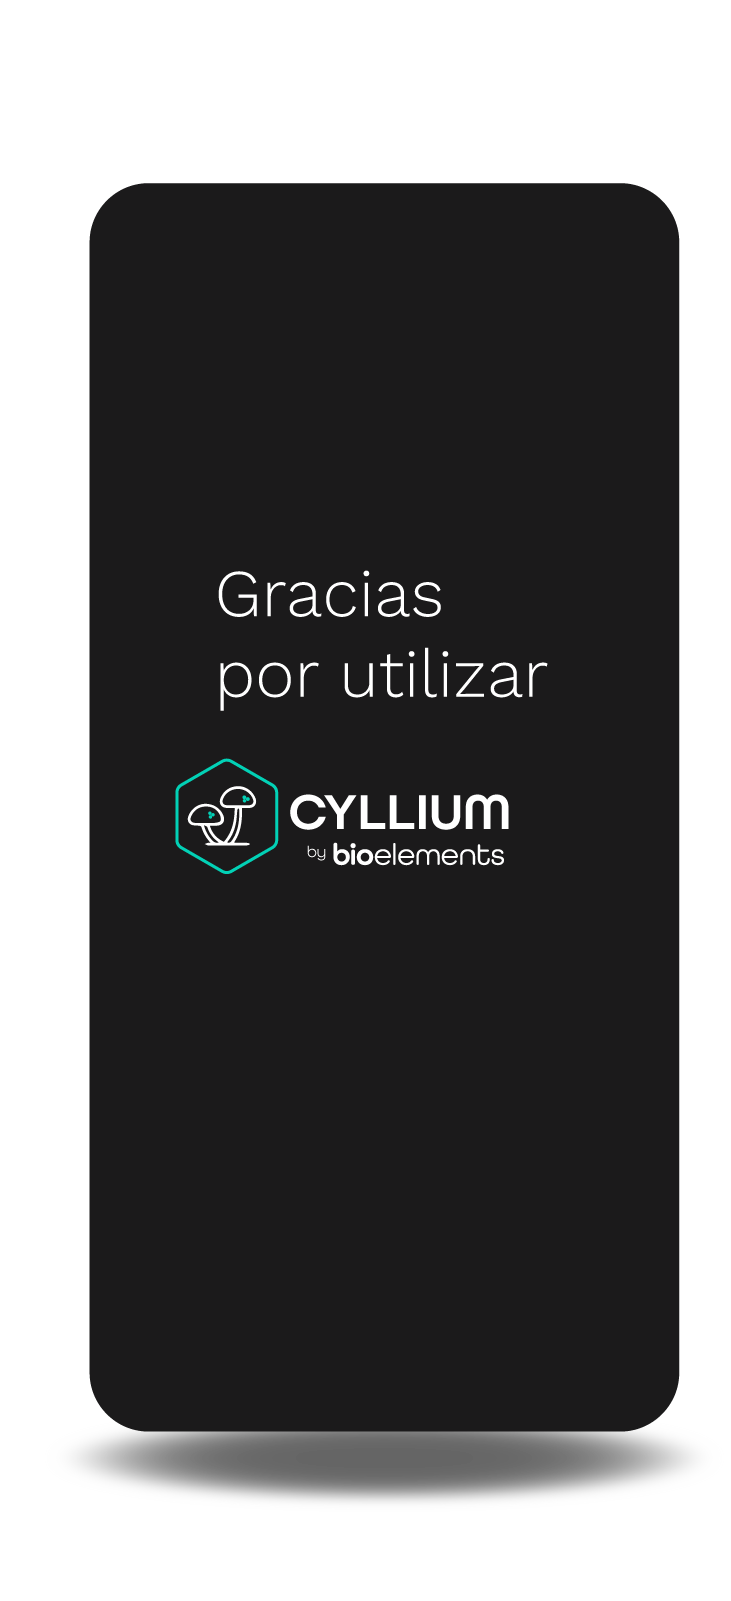 Gracias
por utilizar
CYLLIUM
by bioelements